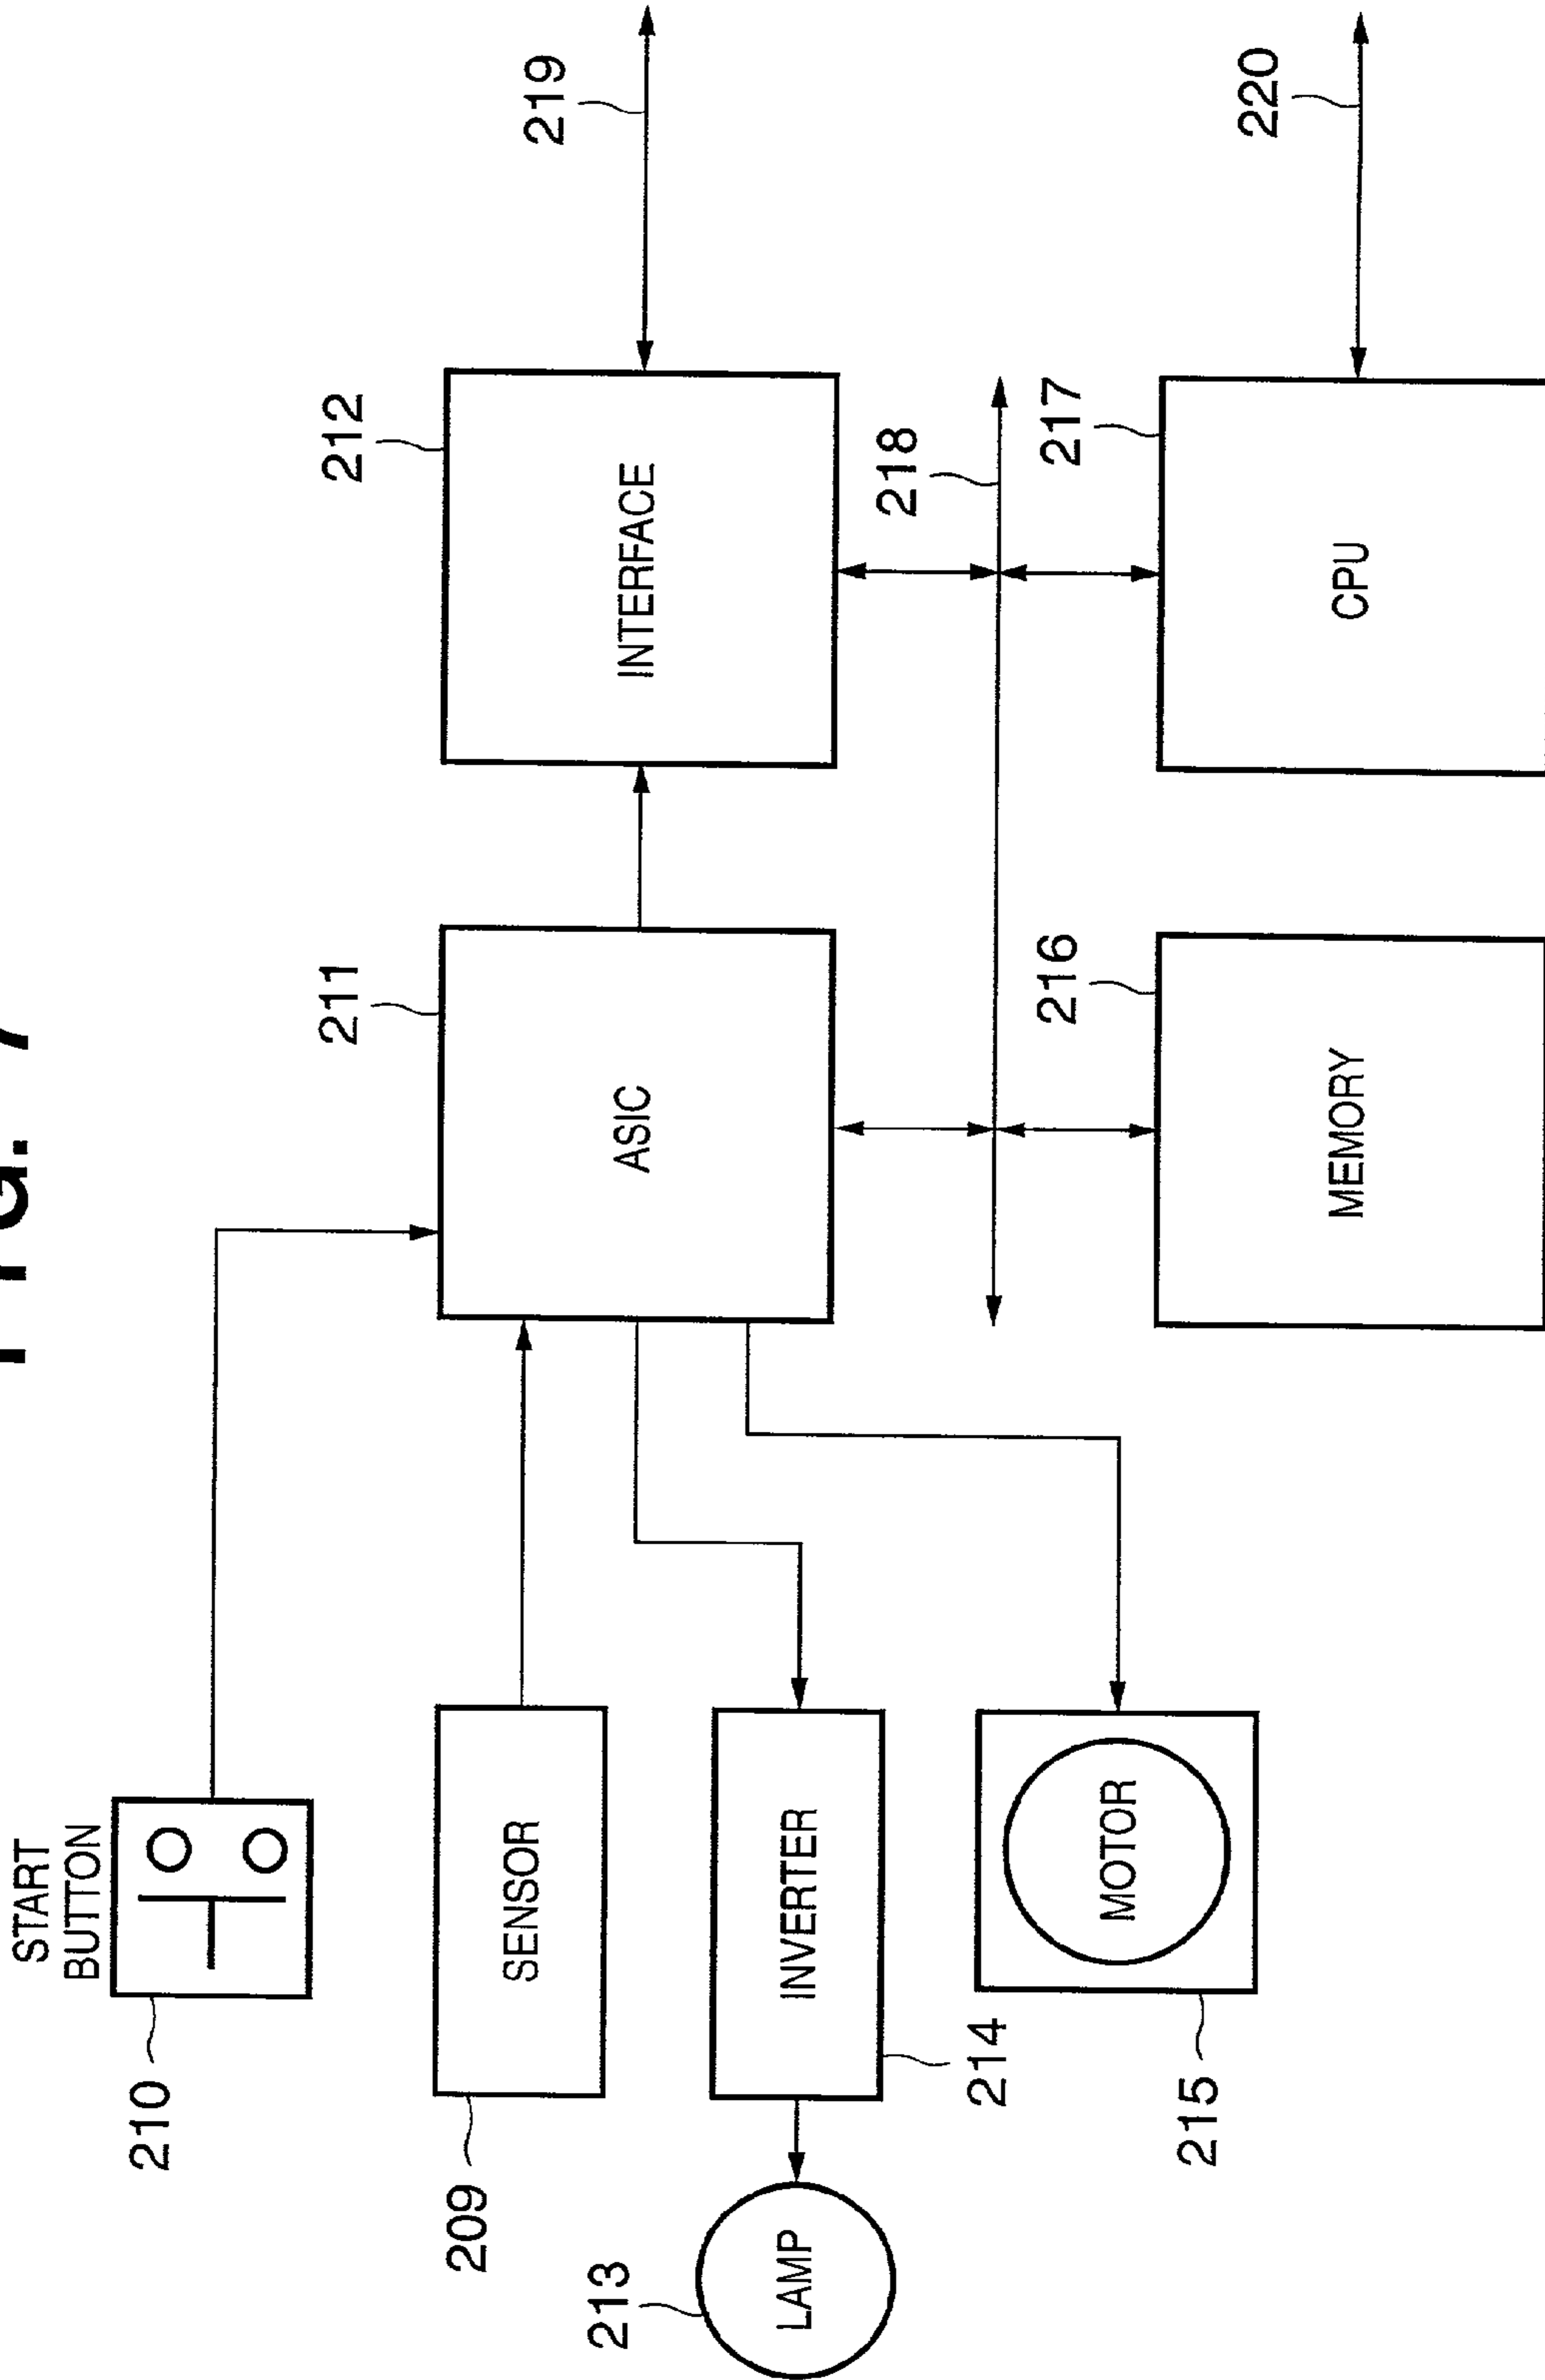 FIG. 7
START
BUTTON
210
211
212
219
SENSOR
209
ASIC
INTERFACE
213
LAMP
INVERTER
214
218
MOTOR
215
216
MEMORY
217
CPU
220